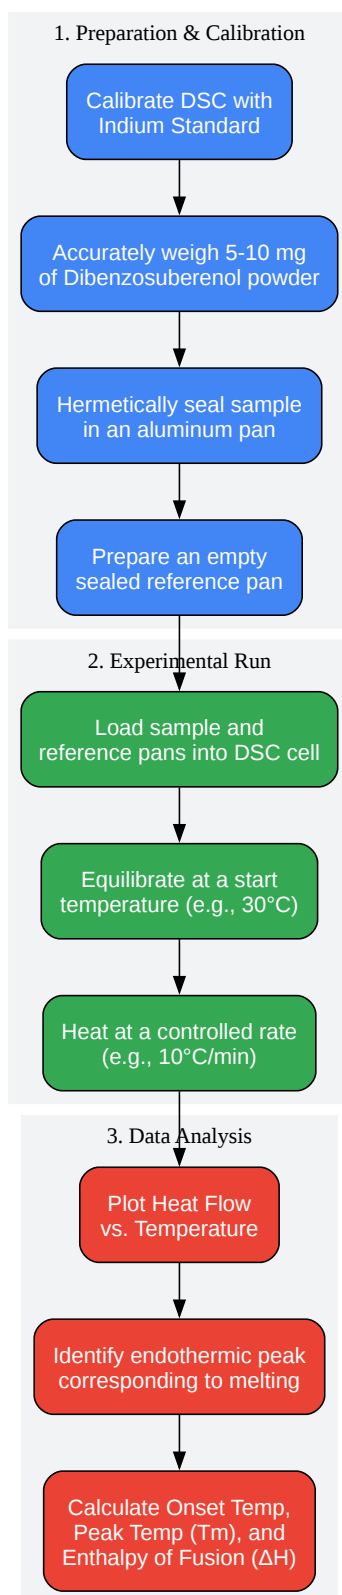 1. Preparation & Calibration
Calibrate DSC with
Indium Standard
Accurately weigh 5-10 mg
of Dibenzosuberenol powder
Hermetically seal sample
in an aluminum pan
Prepare an empty
sealed reference pan
2. Experimental Run
Load sample and
reference pans into DSC cell
Equilibrate at a start
temperature (e.g., 30°C)
Heat at a controlled rate
(e.g., 10°C/min)
3. Data Analysis
Plot Heat Flow
vs. Temperature
Identify endothermic peak
corresponding to melting
Calculate Onset Temp,
Peak Temp (Tm), and
Enthalpy of Fusion (ΔH)